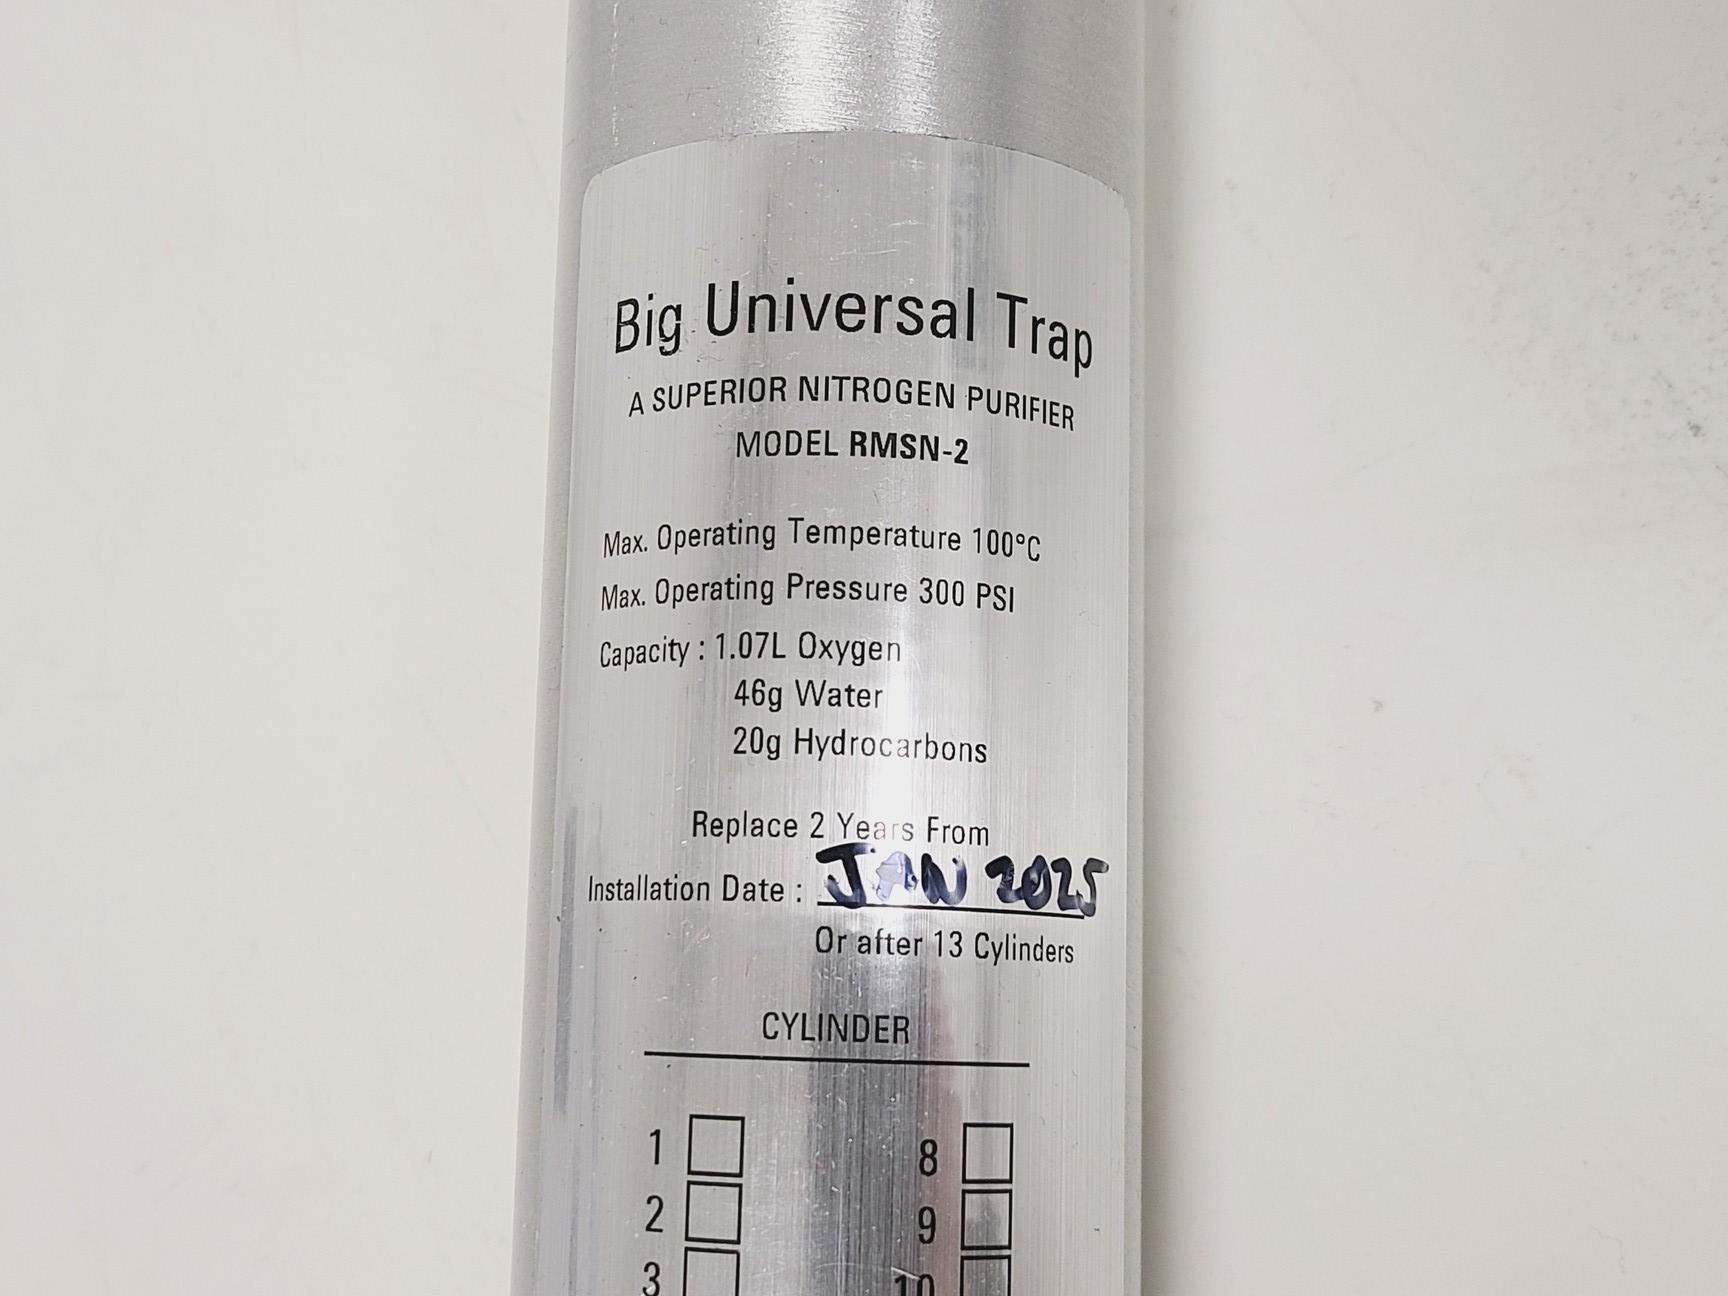 Big Universal Trap
A SUPERIOR NITROGEN PURIFIER
MODEL RMSN-2
Max. Operating Temperature 100°C
Max. Operating Pressure 300 PSI
Capacity : 1.07L Oxygen
46g Water
20g Hydrocarbons
Replace 2 Years From
Installation Date : JAN 2025
Or after 13 Cylinders
CYLINDER
1 8
2 9
3 10